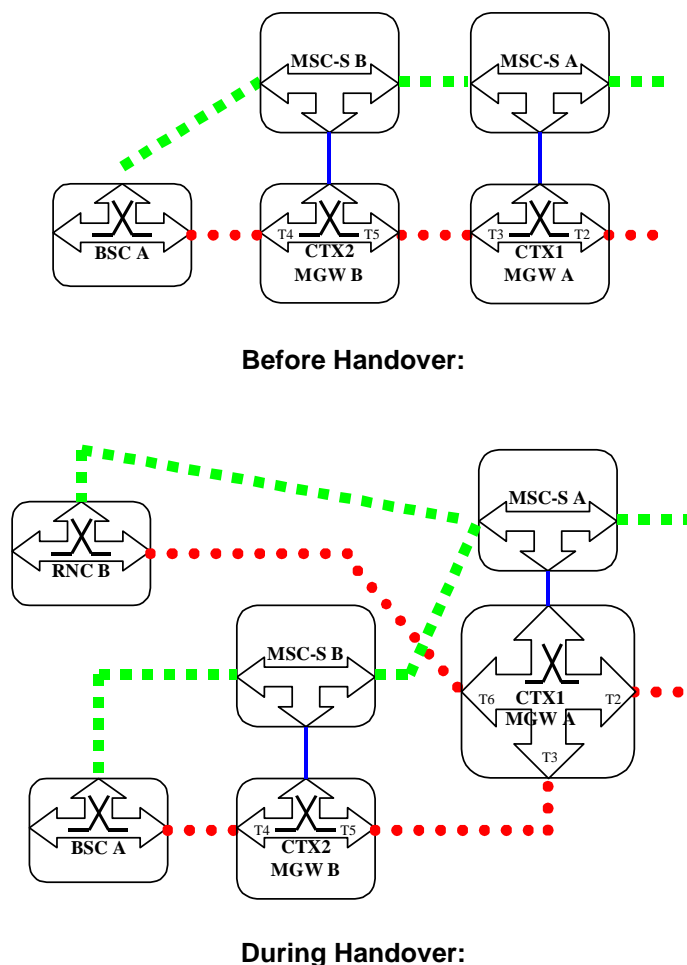 MSC-S B
MSC-S A
T4
T5
T3
T2
BSC A
CTX2
CTX1
MGW B
MGW A
Before Handover:
MSC-S A
RNC B
MSC-S B
T6
CTX1
T2
MGW A
T3
T4
T5
BSC A
CTX2
MGW B
During Handover: